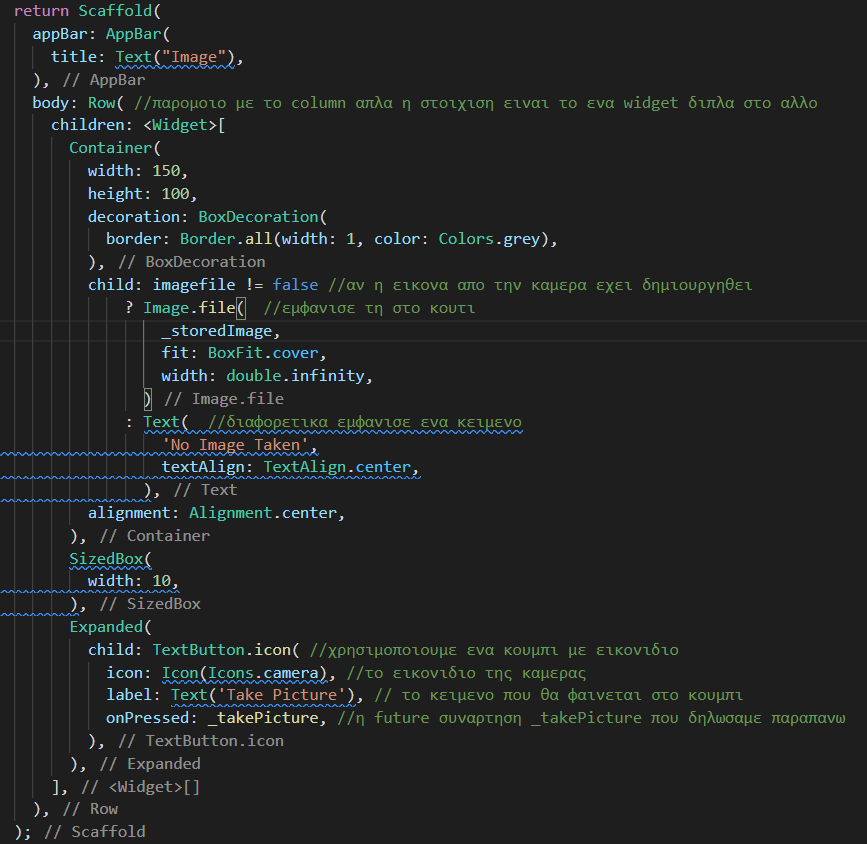 return Scaffold(
appBar: AppBar(
title: Text("Image"),
), // AppBar
body: Row( //παρομοιο με το column απλα η στοιχιση ειναι το ενα widget διπλα στο αλλο
children: <Widget>[
Container(
width: 150,
height: 100,
decoration: BoxDecoration(
border: Border.all(width: 1, color: Colors.grey),
), // BoxDecoration
child: imagefile != false //αν η εικονα απο την καμερα εχει δημιουργηθει
? Image.file( //εμφανισε τη στο κουτι
_storedImage,
fit: BoxFit.cover,
width: double.infinity,
) // Image.file
: Text( //διαφορετικα εμφανισε ενα κειμενο
'No Image Taken',
textAlign: TextAlign.center,
), // Text
alignment: Alignment.center,
), // Container
SizedBox(
width: 10,
), // SizedBox
Expanded(
child: TextButton.icon( //χρησιμοποιουμε ενα κουμπι με εικονιδιο
icon: Icon(Icons.camera), //το εικονιδιο της καμερας
label: Text('Take Picture'), // το κειμενο που θα φαινεται στο κουμπι
onPressed: _takePicture, //η future συναρτηση _takePicture που δηλωσαμε παραπανω
), // TextButton.icon
), // Expanded
], // <Widget>[]
), // Row
); // Scaffold